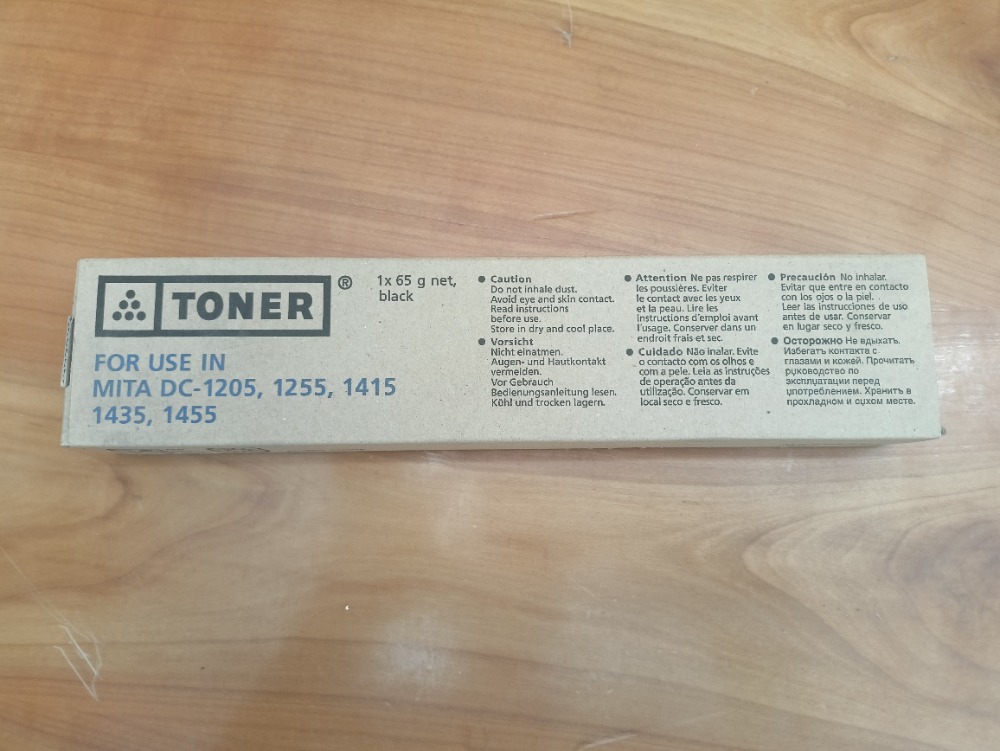 TONER ®
1x 65 g net,
black
FOR USE IN
MITA DC-1205, 1255, 1415
1435, 1455
● Caution
Do not inhale dust.
Avoid eye and skin contact.
Read instructions
before use.
Store in dry and cool place.
● Vorsicht
Nicht einatmen.
Augen- und Hautkontakt
vermeiden.
Vor Gebrauch
Bedienungsanleitung lesen.
Kühl und trocken lagern.
● Attention Ne pas respirer
les poussières. Eviter
le contact avec les yeux
et la peau. Lire les
instructions d'emploi avant
l'usage. Conserver dans un
endroit frais et sec.
● Cuidado Não inalar. Evite
o contacto com os olhos e
com a pele. Leia as instruções
de operação antes da
utilização. Conservar em
local seco e fresco.
● Precaución No inhalar.
Evitar que entre en contacto
con los ojos o la piel.
Leer las instrucciones de uso
antes de usar. Conservar
en lugar seco y fresco.
● Осторожно Не вдыхать.
Избегать контакта с
глазами и кожей. Прочитать
руководство по
эксплуатации перед
употреблением. Хранить в
прохладном и сухом месте.